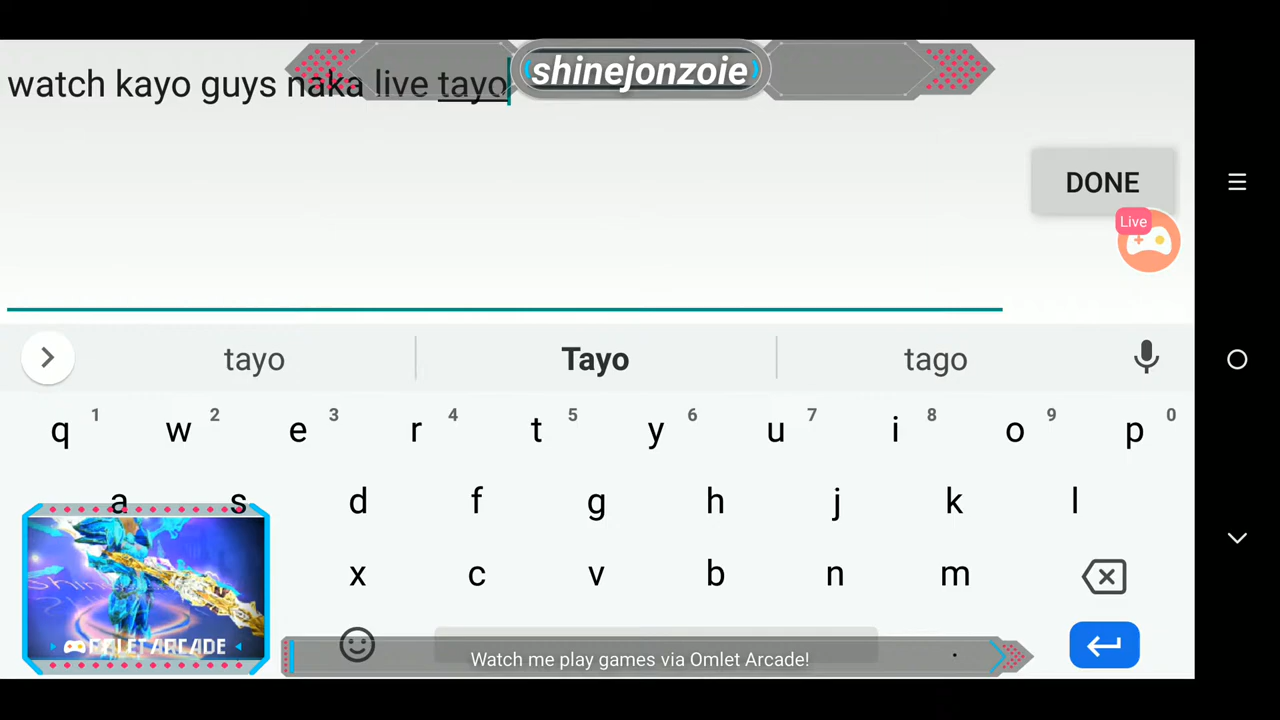 shinejonzoie
watch kayo guys naka live tayo
DONE
Live
tayo Tayo tago
q 1 w 2 e 3 r 4 t 5 y 6 u 7 i 8 o 9 p 0
a s d f g h j k l
x c v b n m
OMLET ARCADE
Watch me play games via Omlet Arcade!
.